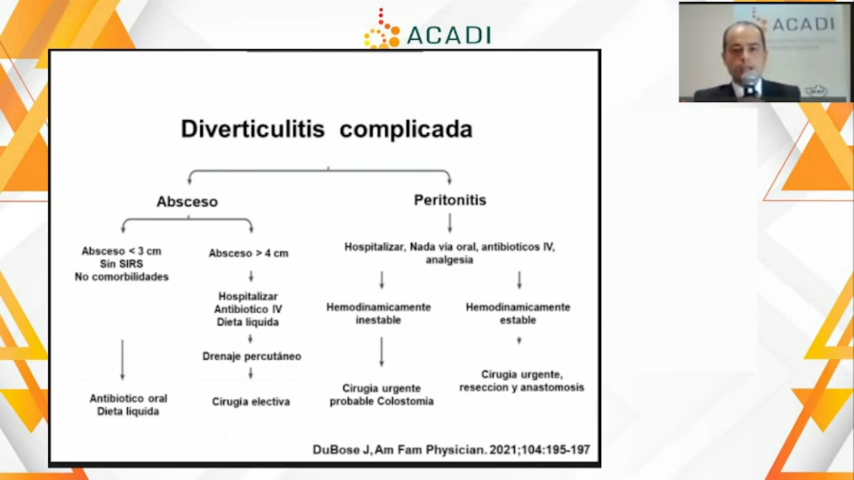 ACADI
ACADI
Diverticulitis complicada
Absceso
Peritonitis
Absceso < 3 cm
Sin SIRS
No comorbilidades
Absceso > 4 cm
Hospitalizar, Nada via oral, antibioticos IV,
analgesia
Hospitalizar
Antibiotico IV
Dieta liquida
Hemodinamicamente
inestable
Hemodinamicamente
estable
Drenaje percutáneo
Antibiotico oral
Dieta liquida
Cirugia electiva
Cirugia urgente
probable Colostomia
Cirugia urgente,
reseccion y anastomosis
DuBose J, Am Fam Physician. 2021;104:195-197